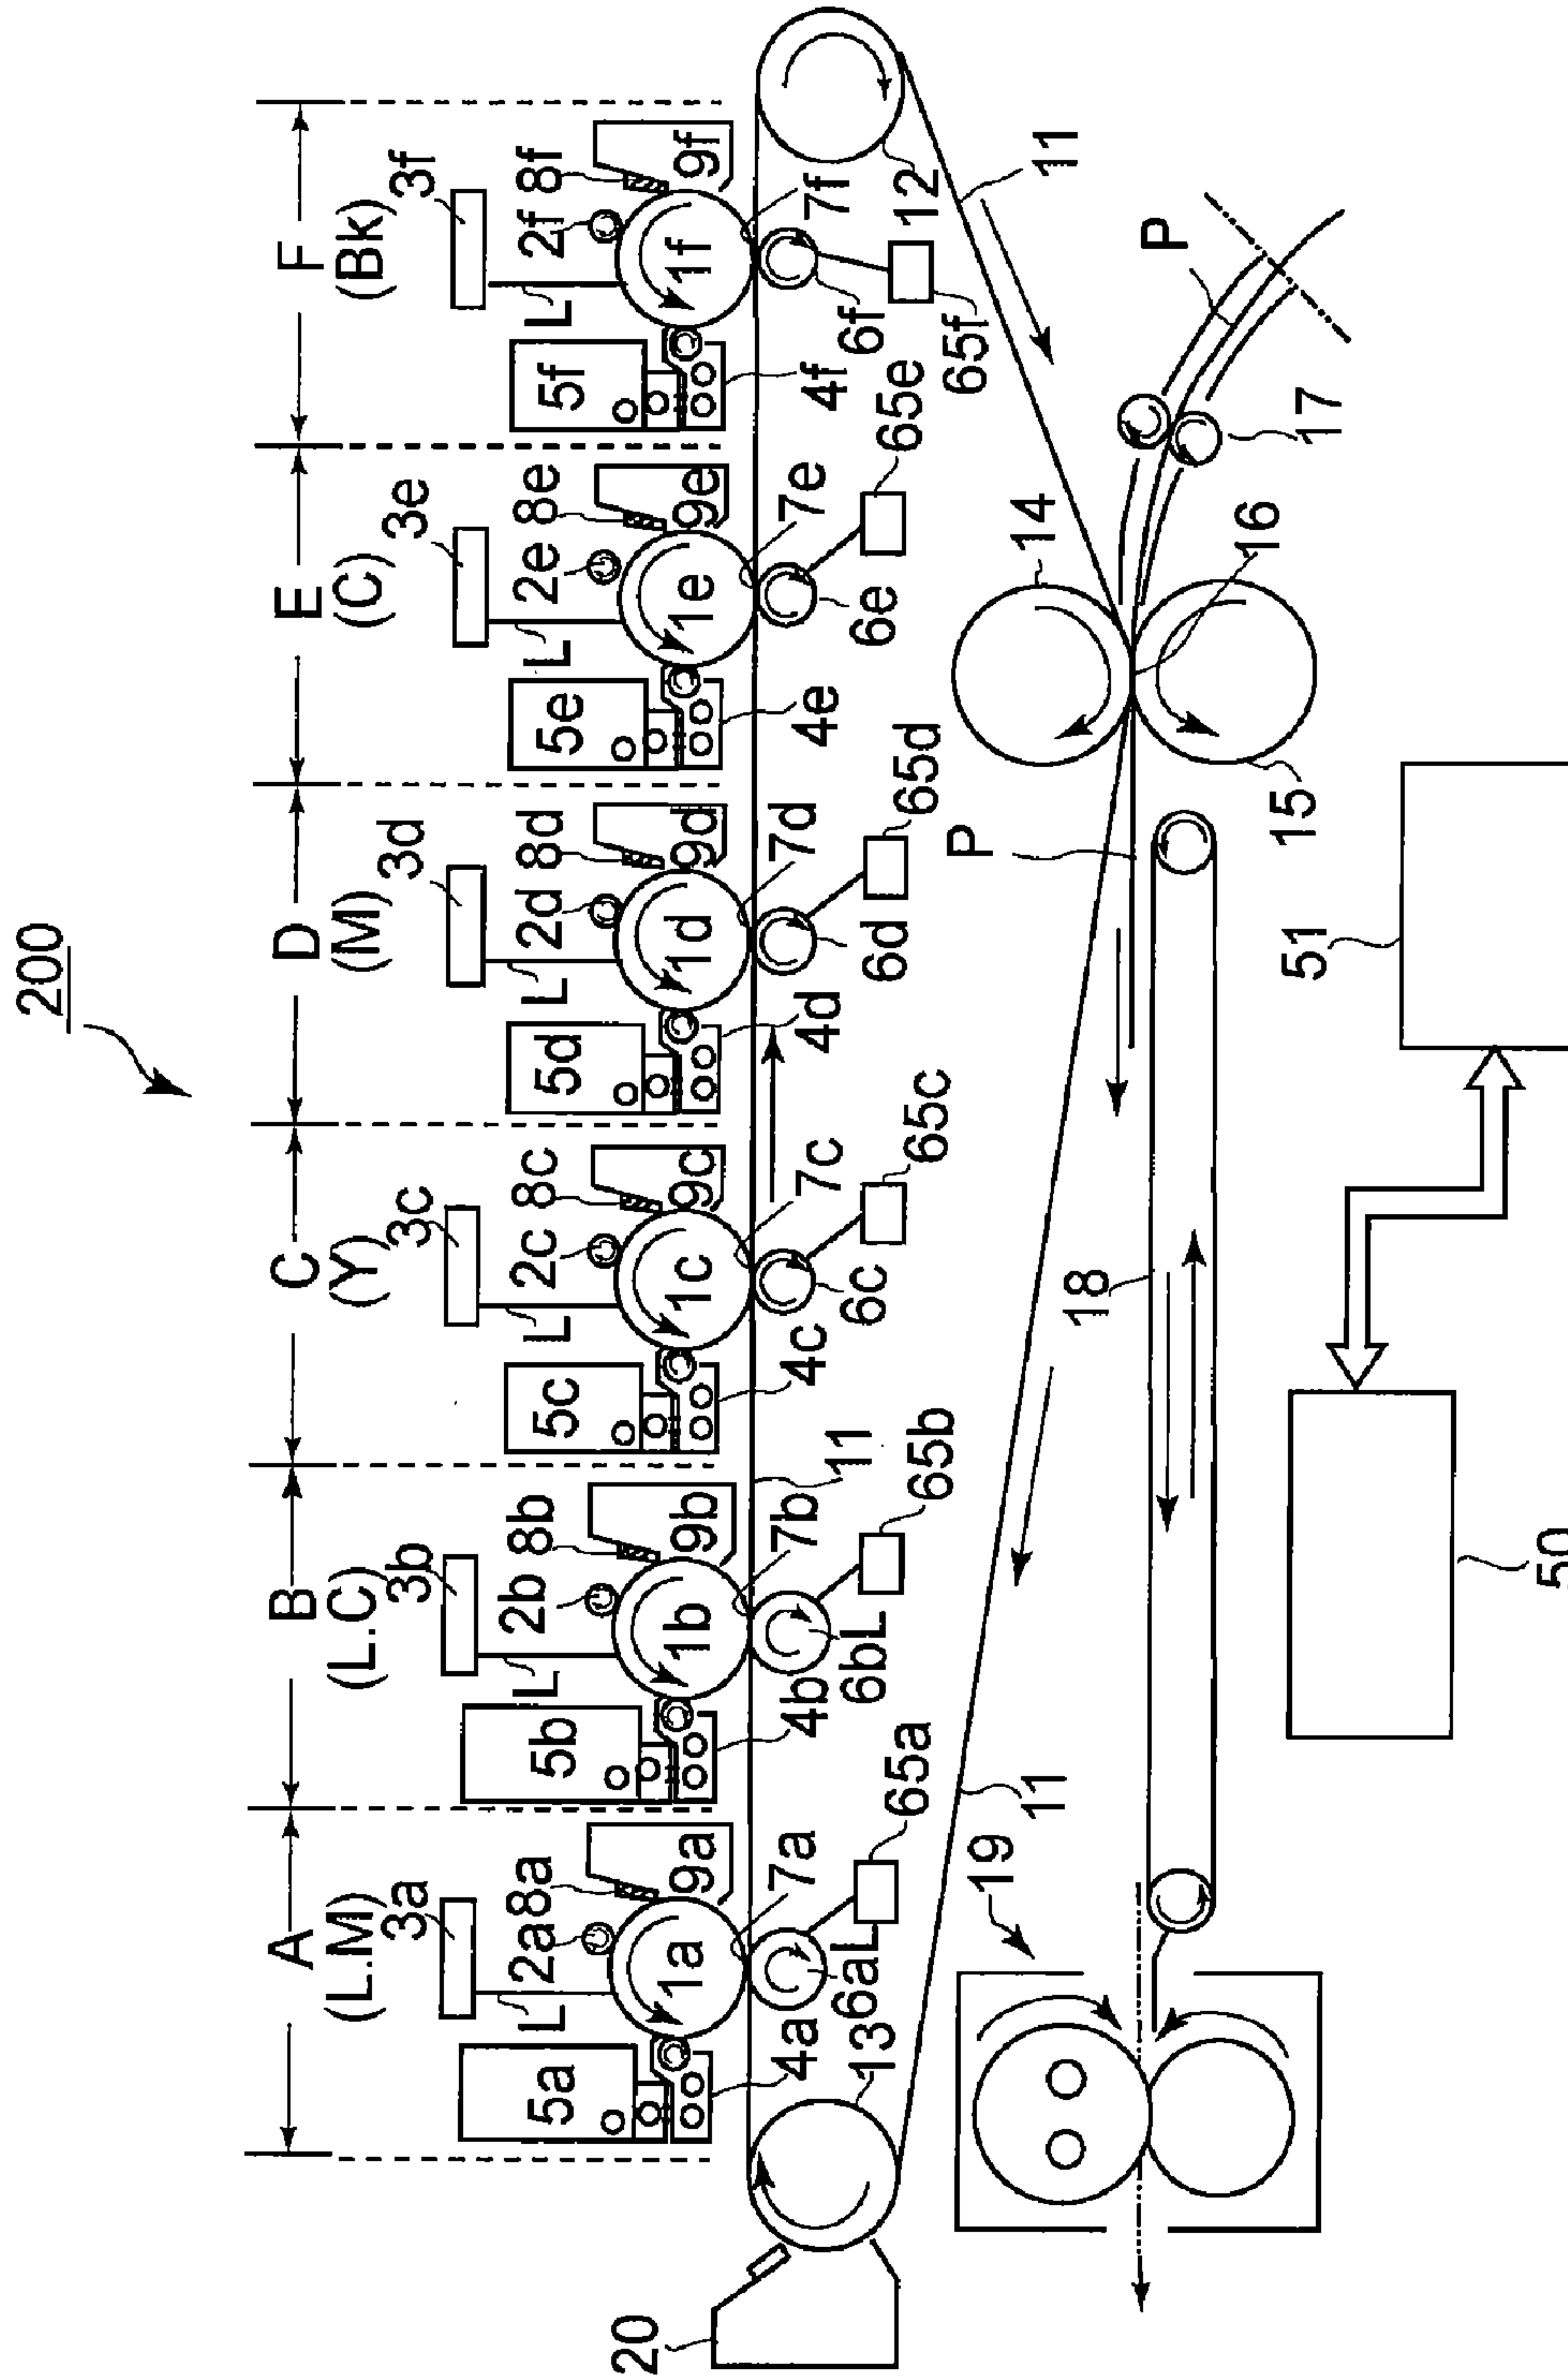 200
A B C D E F
(L.M) (L.C) (Y) (M) (C) (Bk)
3a 3b 3c 3d 3e 3f
5a L 2a 8a 5b L 2b 8b 5c L 2c 8c 5d L 2d 8d 5e L 2e 8e 5f L 2f 8f
1a 9a 1b 9b 1c 9c 1d 9d 1e 9e 1f 9f
20
4a 7a 4b 7b 11 4c 7c 4d 7d 4e 7e 4f 7f
13 6aL 65a 6bL 65b 6c 65c 6d 65d 6e 65e 6f 65f 12
19 11 P 14 11
18 P
16 17
15
50 51